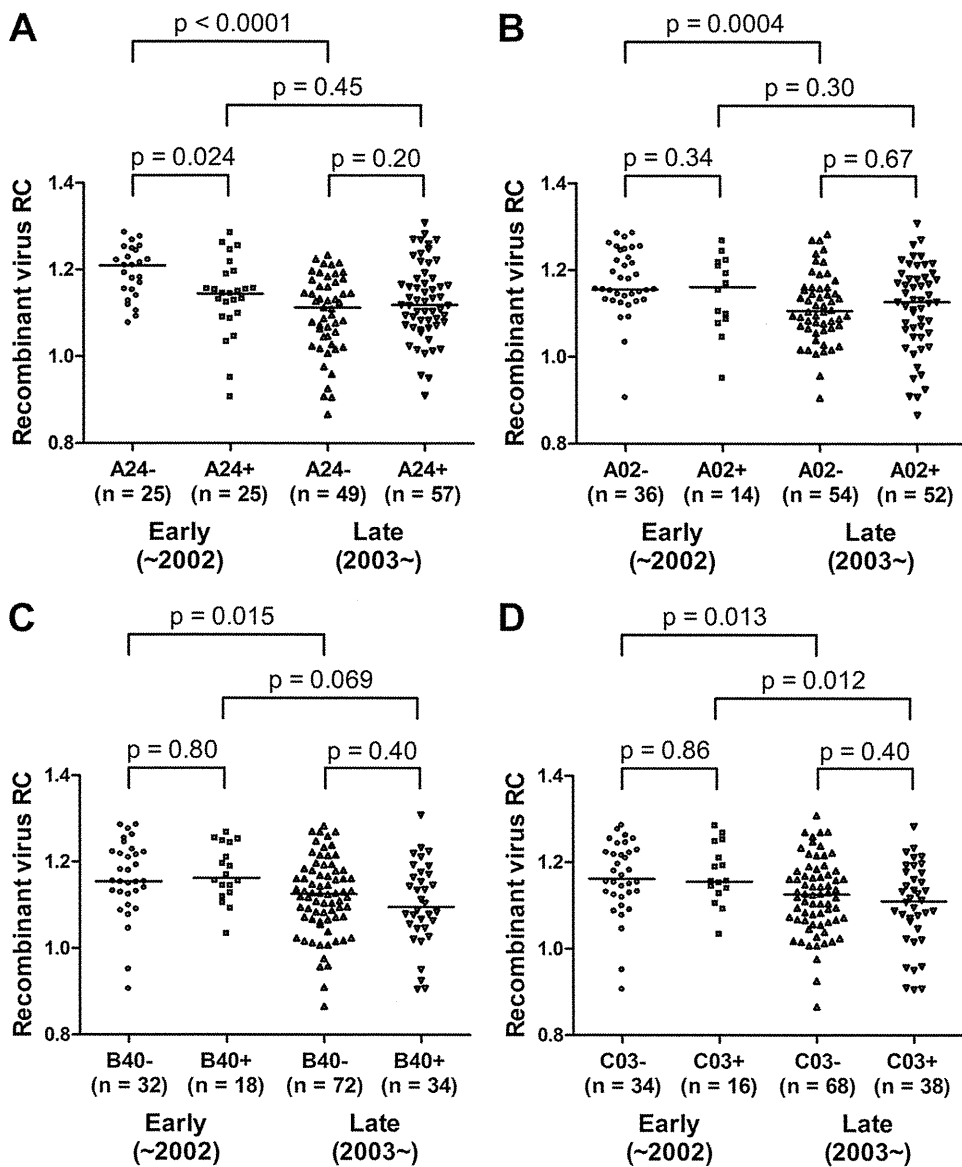 A
p < 0.0001
p = 0.45
p = 0.024
p = 0.20
Recombinant virus RC
1.4
1.2
1.0
0.8
A24- A24+ A24- A24+
(n = 25) (n = 25) (n = 49) (n = 57)
Early Late
(~2002) (2003~)
B
p = 0.0004
p = 0.30
p = 0.34
p = 0.67
Recombinant virus RC
1.4
1.2
1.0
0.8
A02- A02+ A02- A02+
(n = 36) (n = 14) (n = 54) (n = 52)
Early Late
(~2002) (2003~)
C
p = 0.015
p = 0.069
p = 0.80
p = 0.40
Recombinant virus RC
1.4
1.2
1.0
0.8
B40- B40+ B40- B40+
(n = 32) (n = 18) (n = 72) (n = 34)
Early Late
(~2002) (2003~)
D
p = 0.013
p = 0.012
p = 0.86
p = 0.40
Recombinant virus RC
1.4
1.2
1.0
0.8
C03- C03+ C03- C03+
(n = 34) (n = 16) (n = 68) (n = 38)
Early Late
(~2002) (2003~)